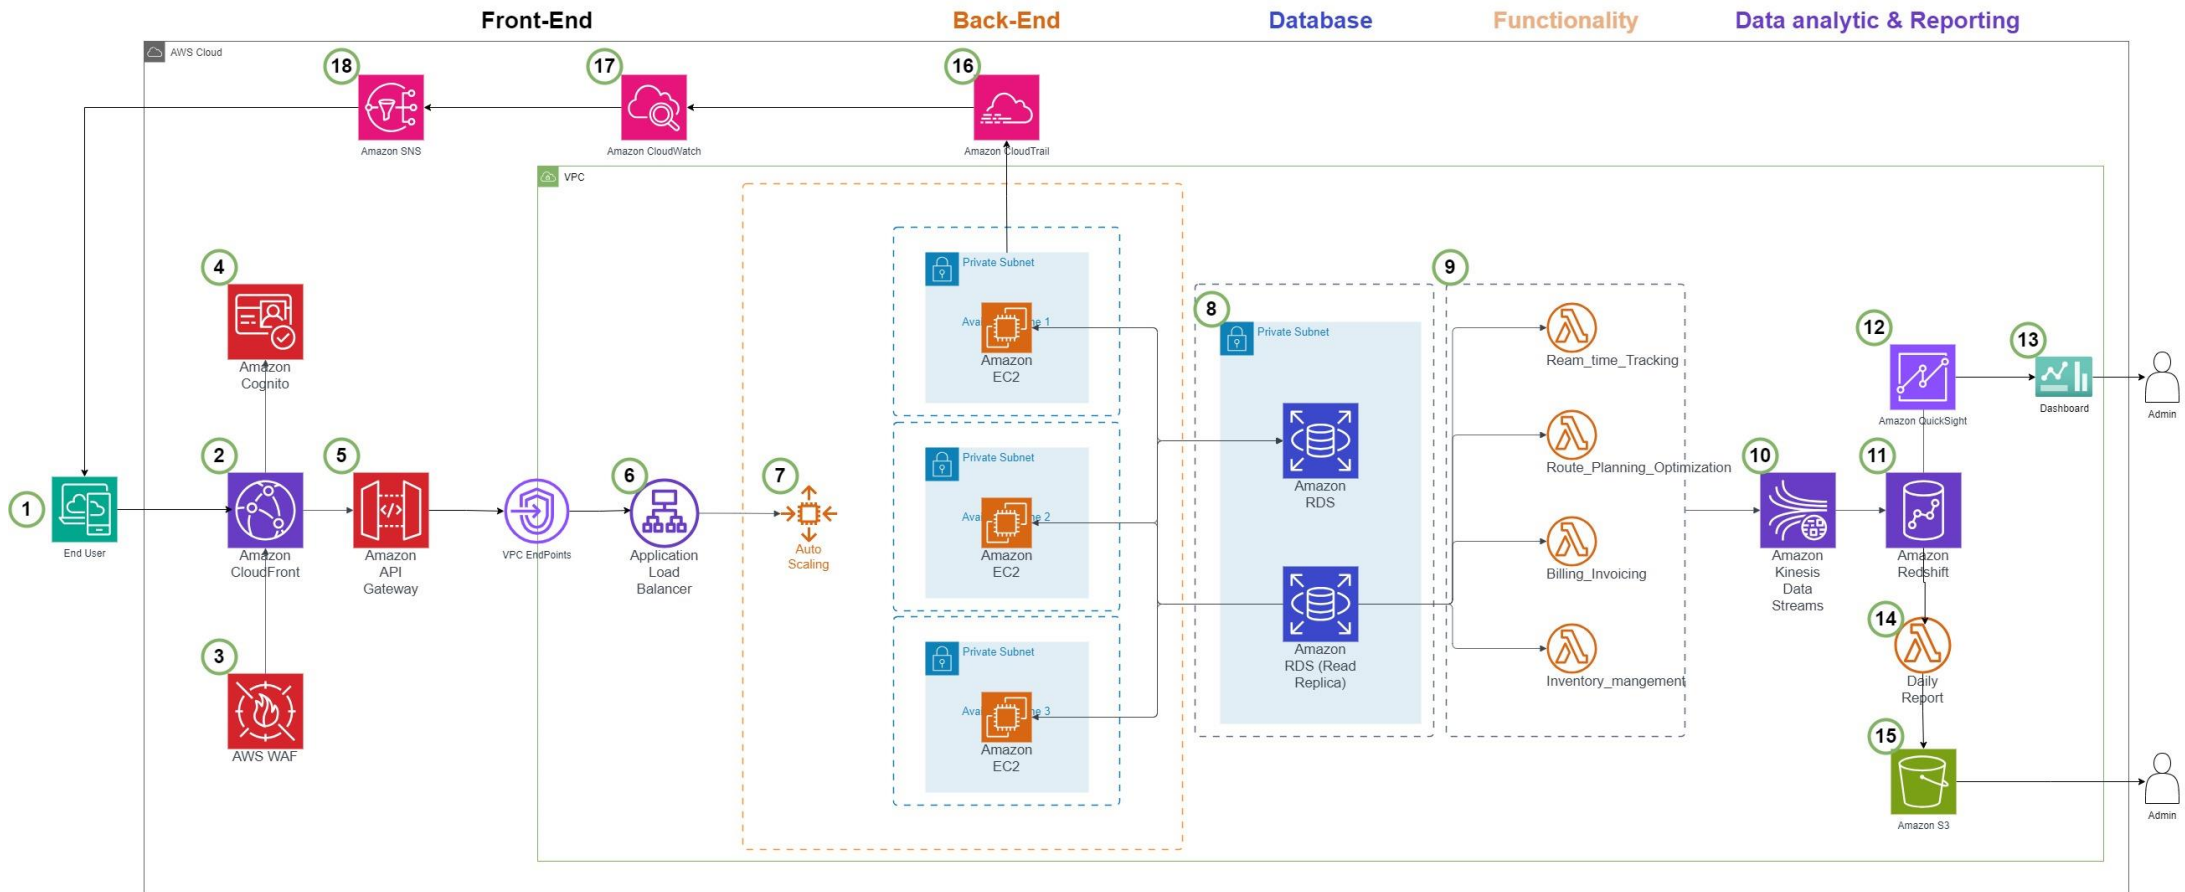 Front-End
Back-End
Database
Functionality
Data analytic & Reporting
AWS Cloud
18
17
16
Amazon SNS
Amazon CloudWatch
Amazon CloudTrail
VPC
4
Amazon
Cognito
2
Amazon
CloudFront
3
AWS WAF
1
End User
5
Amazon
API
Gateway
VPC EndPoints
6
Application
Load
Balancer
7
Auto
Scaling
Private Subnet
1
Amazon
EC2
Private Subnet
2
Amazon
EC2
Private Subnet
3
Amazon
EC2
8
Private Subnet
Amazon
RDS
Amazon
RDS (Read
Replica)
9
Ream_time_Tracking
Route_Planning_Optimization
Billing_Invoicing
Inventory_mangement
10
Amazon
Kinesis
Data
Streams
11
Amazon
Redshift
12
Amazon QuickSight
13
Dashboard
Admin
14
Daily
Report
15
Amazon S3
Admin